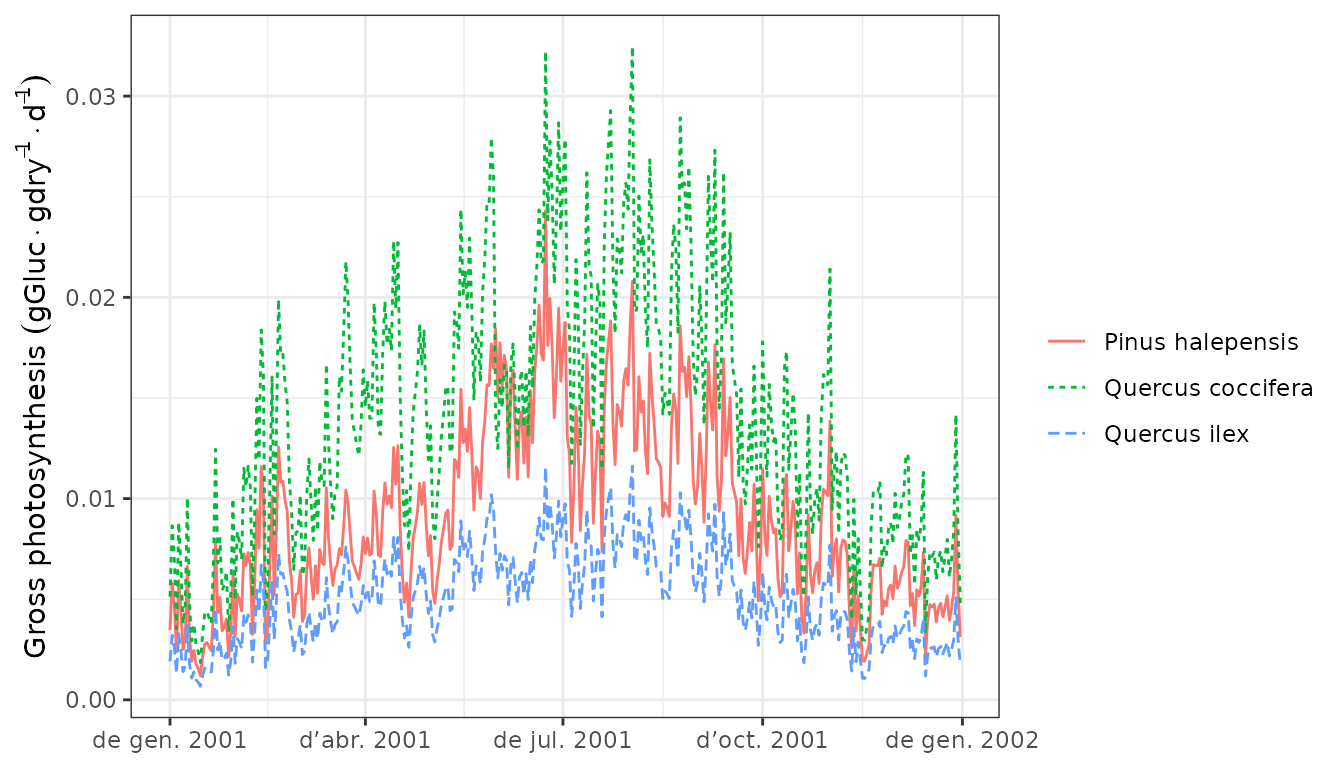 Gross photosynthesis (gGluc · gdry⁻¹ · d⁻¹)
0.03
0.02
0.01
0.00
de gen. 2001 d’abr. 2001 de jul. 2001 d’oct. 2001 de gen. 2002
Pinus halepensis
Quercus coccifera
Quercus ilex